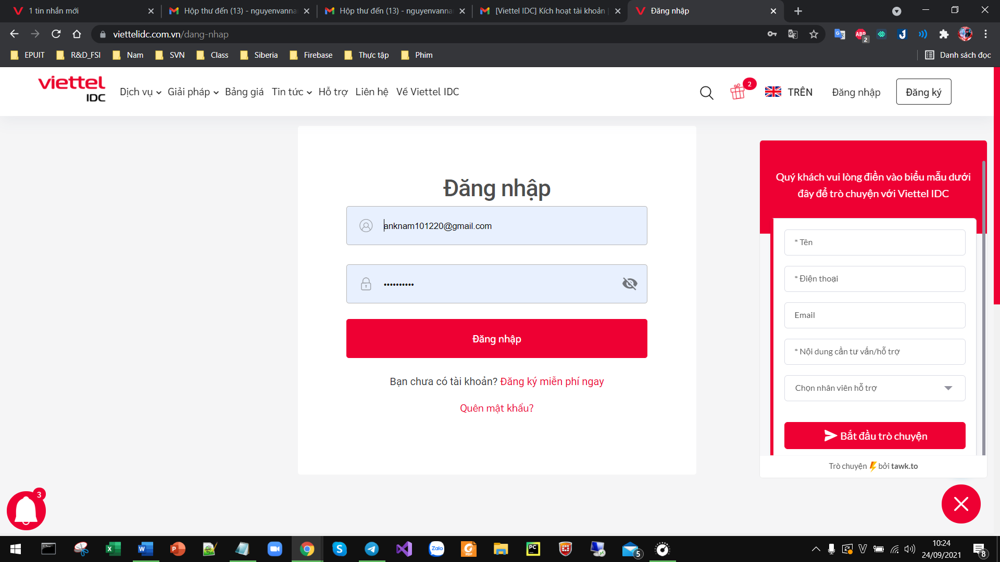 1 tin nhắn mới
Hộp thư đến (13) - nguyenvanna
Hộp thư đến (13) - nguyenvanna
[Viettel IDC] Kích hoạt tài khoản
Đăng nhập
viettelidc.com.vn/dang-nhap
ABP
2
EPUIT
R&D_FSI
Nam
SVN
Class
Siberia
Firebase
Thực tập
Phim
Danh sách đọc
viettel
IDC
Dịch vụ
Giải pháp
Bảng giá
Tin tức
Hỗ trợ
Liên hệ
Về Viettel IDC
2
TRÊN
Đăng nhập
Đăng ký
Đăng nhập
anknam101220@gmail.com
••••••••••
Đăng nhập
Bạn chưa có tài khoản? Đăng ký miễn phí ngay
Quên mật khẩu?
Quý khách vui lòng điền vào biểu mẫu dưới
đây để trò chuyện với Viettel IDC
* Tên
* Điện thoại
Email
* Nội dung cần tư vấn/hỗ trợ
Chọn nhân viên hỗ trợ
Bắt đầu trò chuyện
Trò chuyện bởi tawk.to
3
Zalo
PDF
PC
5
10:24
24/09/2021
8